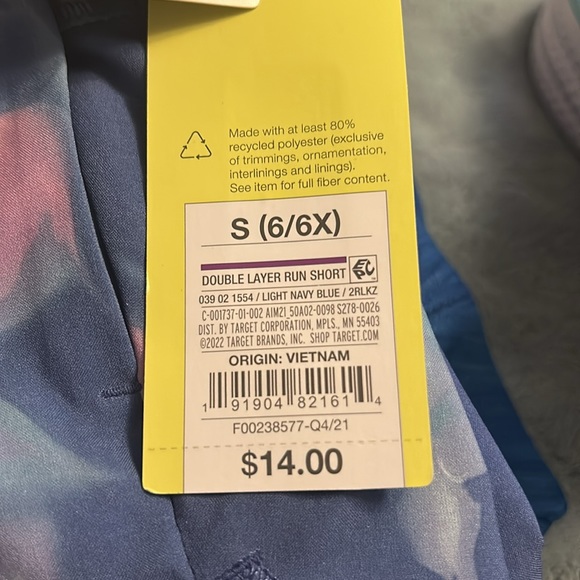 Made with at least 80%
recycled polyester (exclusive
of trimmings, ornamentation,
interlinings and linings).
See item for full fiber content.
S (6/6X)
DOUBLE LAYER RUN SHORT
039 02 1554 / LIGHT NAVY BLUE / 2RLKZ
C-001737-01-002 AIM21_50A02-0098 S278-0026
DIST. BY TARGET CORPORATION, MPLS., MN 55403
©2022 TARGET BRANDS, INC. SHOP TARGET.COM
ORIGIN: VIETNAM
1 91904 82161 4
F00238577-Q4/21
$14.00